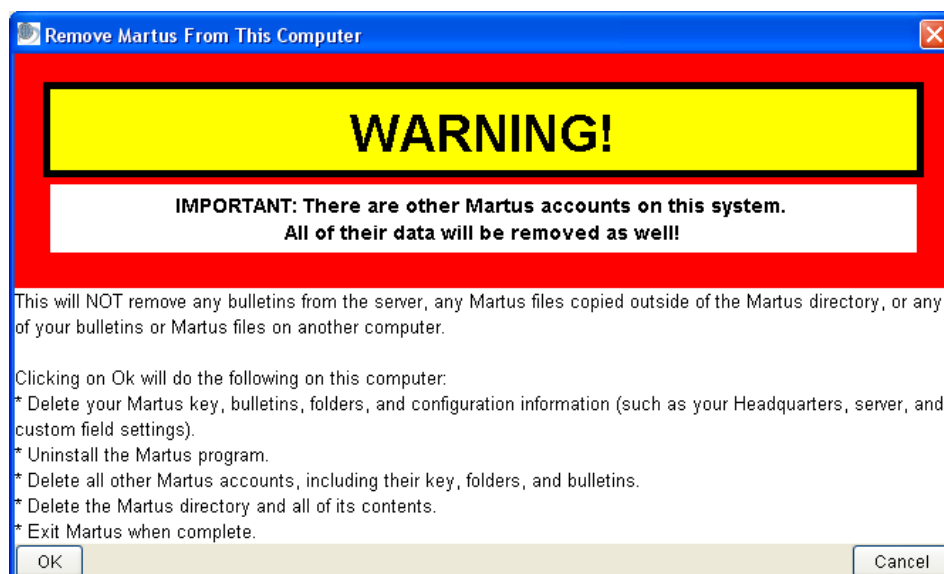 Remove Martus From This Computer
WARNING!
IMPORTANT: There are other Martus accounts on this system.
All of their data will be removed as well!
This will NOT remove any bulletins from the server, any Martus files copied outside of the Martus directory, or any
of your bulletins or Martus files on another computer.
Clicking on Ok will do the following on this computer:
* Delete your Martus key, bulletins, folders, and configuration information (such as your Headquarters, server, and
custom field settings).
* Uninstall the Martus program.
* Delete all other Martus accounts, including their key, folders, and bulletins.
* Delete the Martus directory and all of its contents.
* Exit Martus when complete.
OK
Cancel